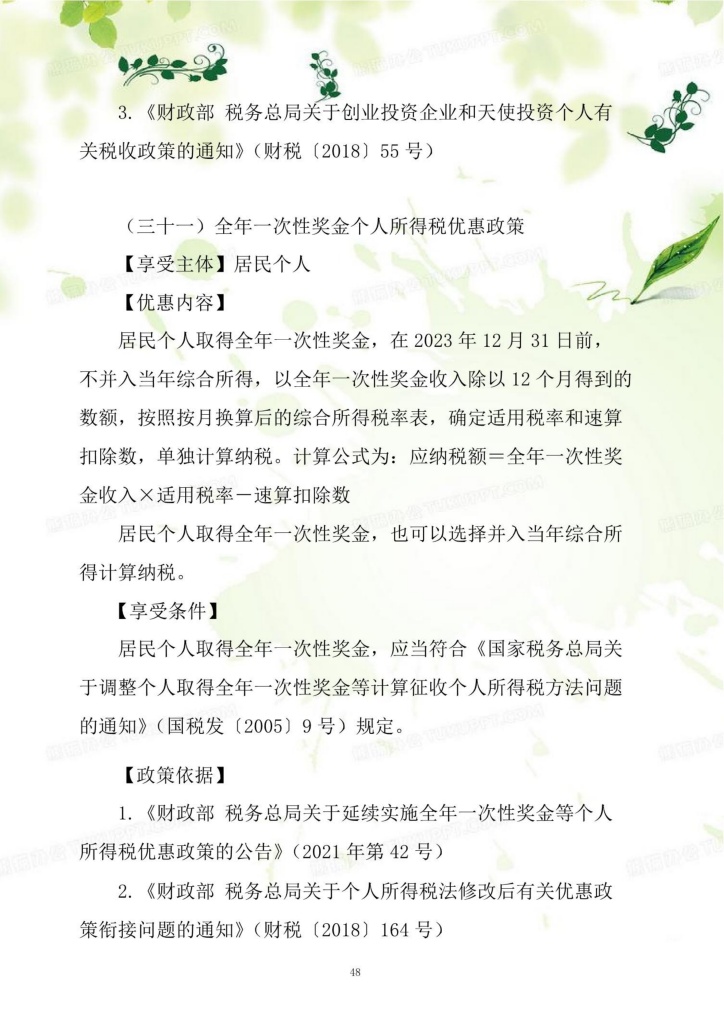 3.《财政部 税务总局关于创业投资企业和天使投资个人有
关税收政策的通知》(财税〔2018〕55 号)
（三十一）全年一次性奖金个人所得税优惠政策
【享受主体】居民个人
【优惠内容】
居民个人取得全年一次性奖金，在 2023 年 12 月 31 日前，
不并入当年综合所得，以全年一次性奖金收入除以 12 个月得到的
数额，按照按月换算后的综合所得税率表，确定适用税率和速算
扣除数，单独计算纳税。计算公式为：应纳税额＝全年一次性奖
金收入×适用税率－速算扣除数
居民个人取得全年一次性奖金，也可以选择并入当年综合所
得计算纳税。
【享受条件】
居民个人取得全年一次性奖金，应当符合《国家税务总局关
于调整个人取得全年一次性奖金等计算征收个人所得税方法问题
的通知》(国税发〔2005〕9 号) 规定。
【政策依据】
1.《财政部 税务总局关于延续实施全年一次性奖金等个人
所得税优惠政策的公告》(2021 年第 42 号)
2.《财政部 税务总局关于个人所得税法修改后有关优惠政
策衔接问题的通知》(财税〔2018〕164 号)
48